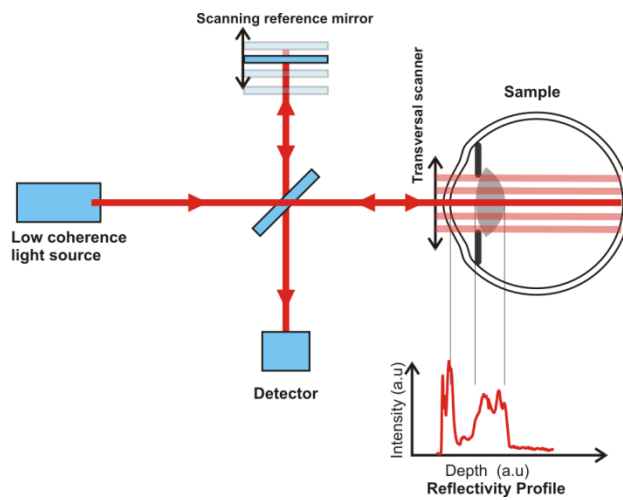 Scanning reference mirror
Transversal scanner
Sample
Low coherence
light source
Detector
Intensity (a.u)
Depth (a.u)
Reflectivity Profile